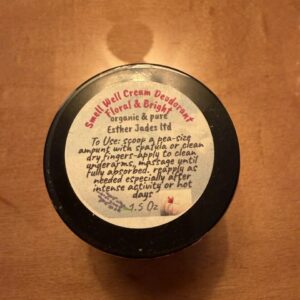 Smell Well Cream Deodorant
Floral & Bright
organic & pure
Esther Jades ltd
To Use: scoop a pea-size
amount with spatula or clean
dry fingers-apply to clean
underarms, massage until
fully absorbed. reapply as
needed especially after
intense activity or hot
days
1.5 Oz